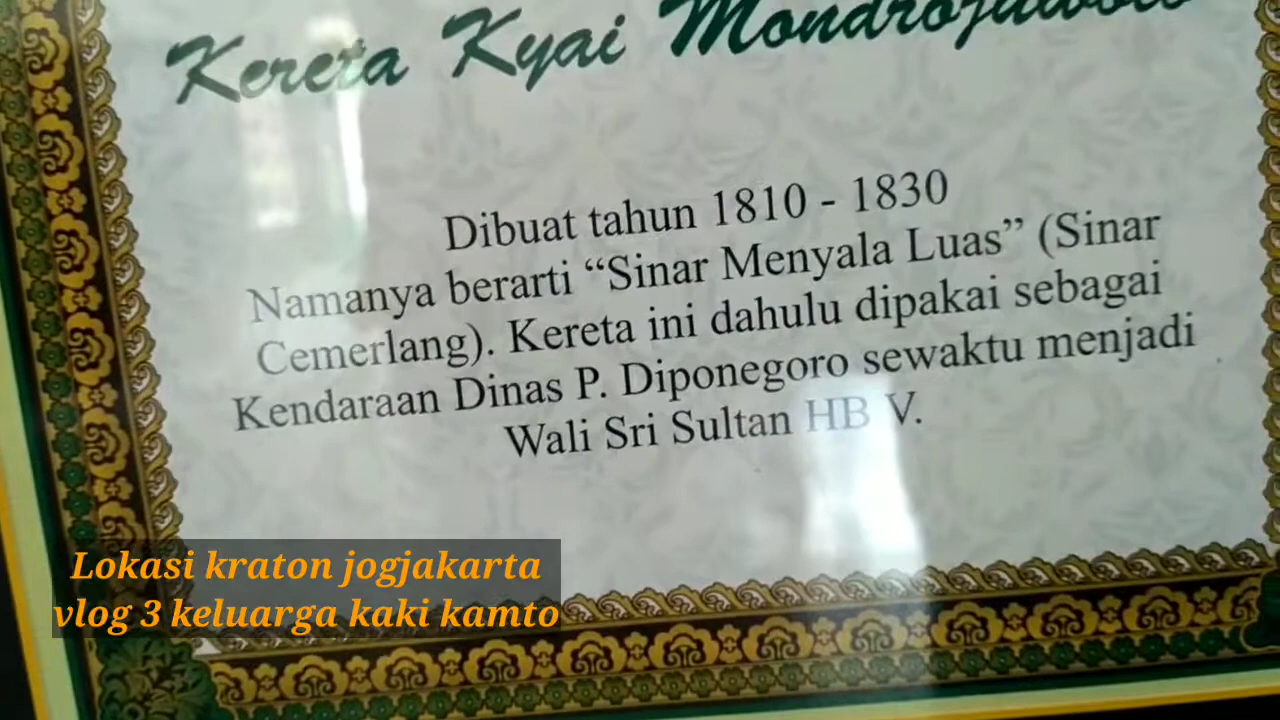 Kereta Kyai
Dibuat tahun 1810 - 1830
Namanya berarti “Sinar Menyala Luas” (Sinar
Cemerlang). Kereta ini dahulu dipakai sebagai
Kendaraan Dinas P. Diponegoro sewaktu menjadi
Wali Sri Sultan HB V.
Lokasi kraton jogjakarta
vlog 3 keluarga kaki kamto